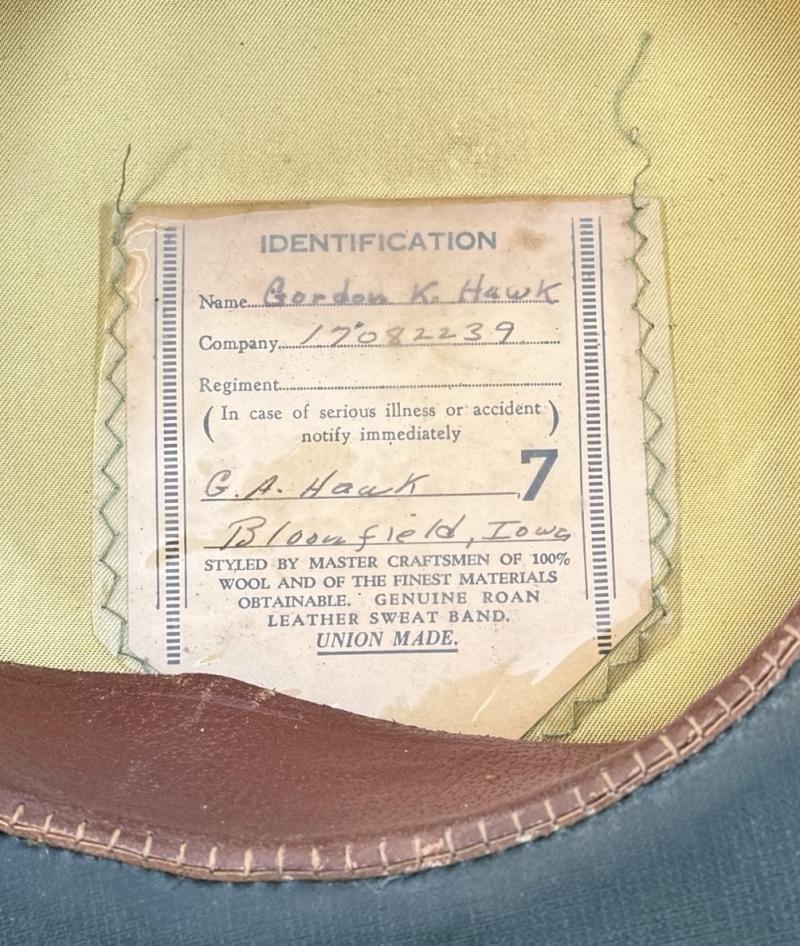 IDENTIFICATION
Name Gordon K. Hawk
Company 17082239
Regiment
(In case of serious illness or accident)
notify immediately
G. A. Hawk 7
Bloomfield, Iowa
STYLED BY MASTER CRAFTSMEN OF 100%
WOOL AND OF THE FINEST MATERIALS
OBTAINABLE. GENUINE ROAN
LEATHER SWEAT BAND.
UNION MADE.